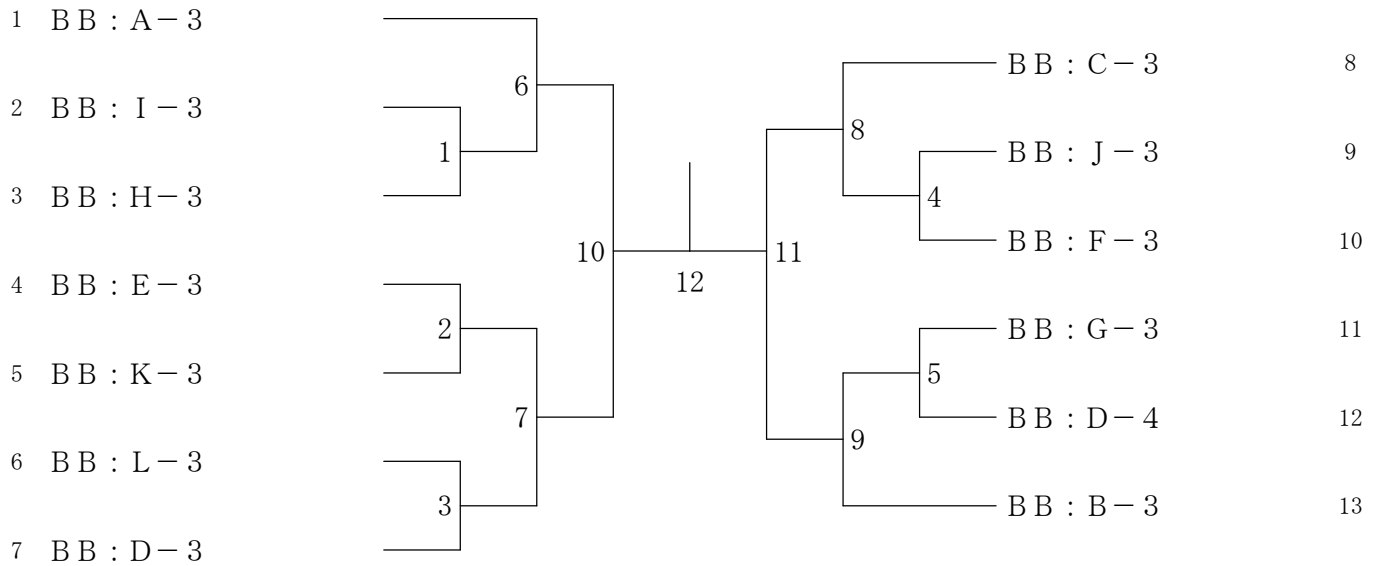 1 BB：A－3
2 BB：I－3
3 BB：H－3
4 BB：E－3
5 BB：K－3
6 BB：L－3
7 BB：D－3
6
1
2
7
3
10
12
11
8
4
5
9
BB：C－3 8
BB：J－3 9
BB：F－3 10
BB：G－3 11
BB：D－4 12
BB：B－3 13